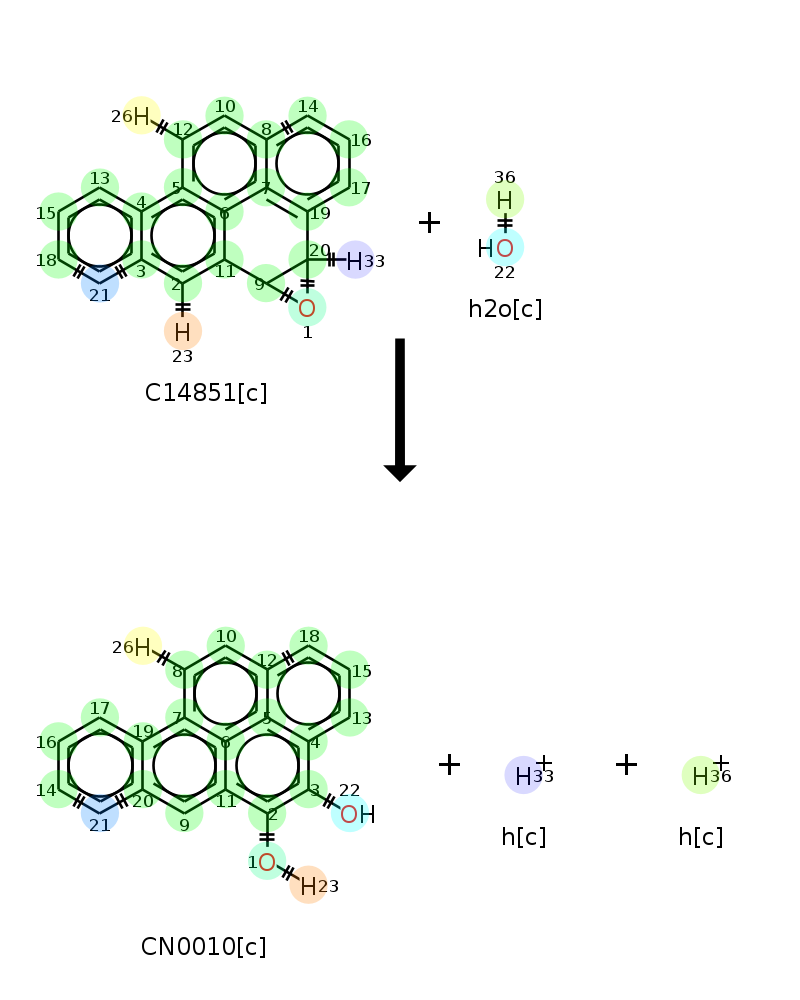 10 14
26H 12 8
16
13 5 7 17
15 4 6 19 36
H
+
20
18 3 2 11 9 H33 HO
21 O 22
h2o[c]
H 1
23
C14851[c]
10 18
26H 8 12
15
17 7 5 13
16 19 6 4
+ H33+ + H36+
14 20 11 3 22
21 9 2 OH
h[c] h[c]
1O H23
CN0010[c]